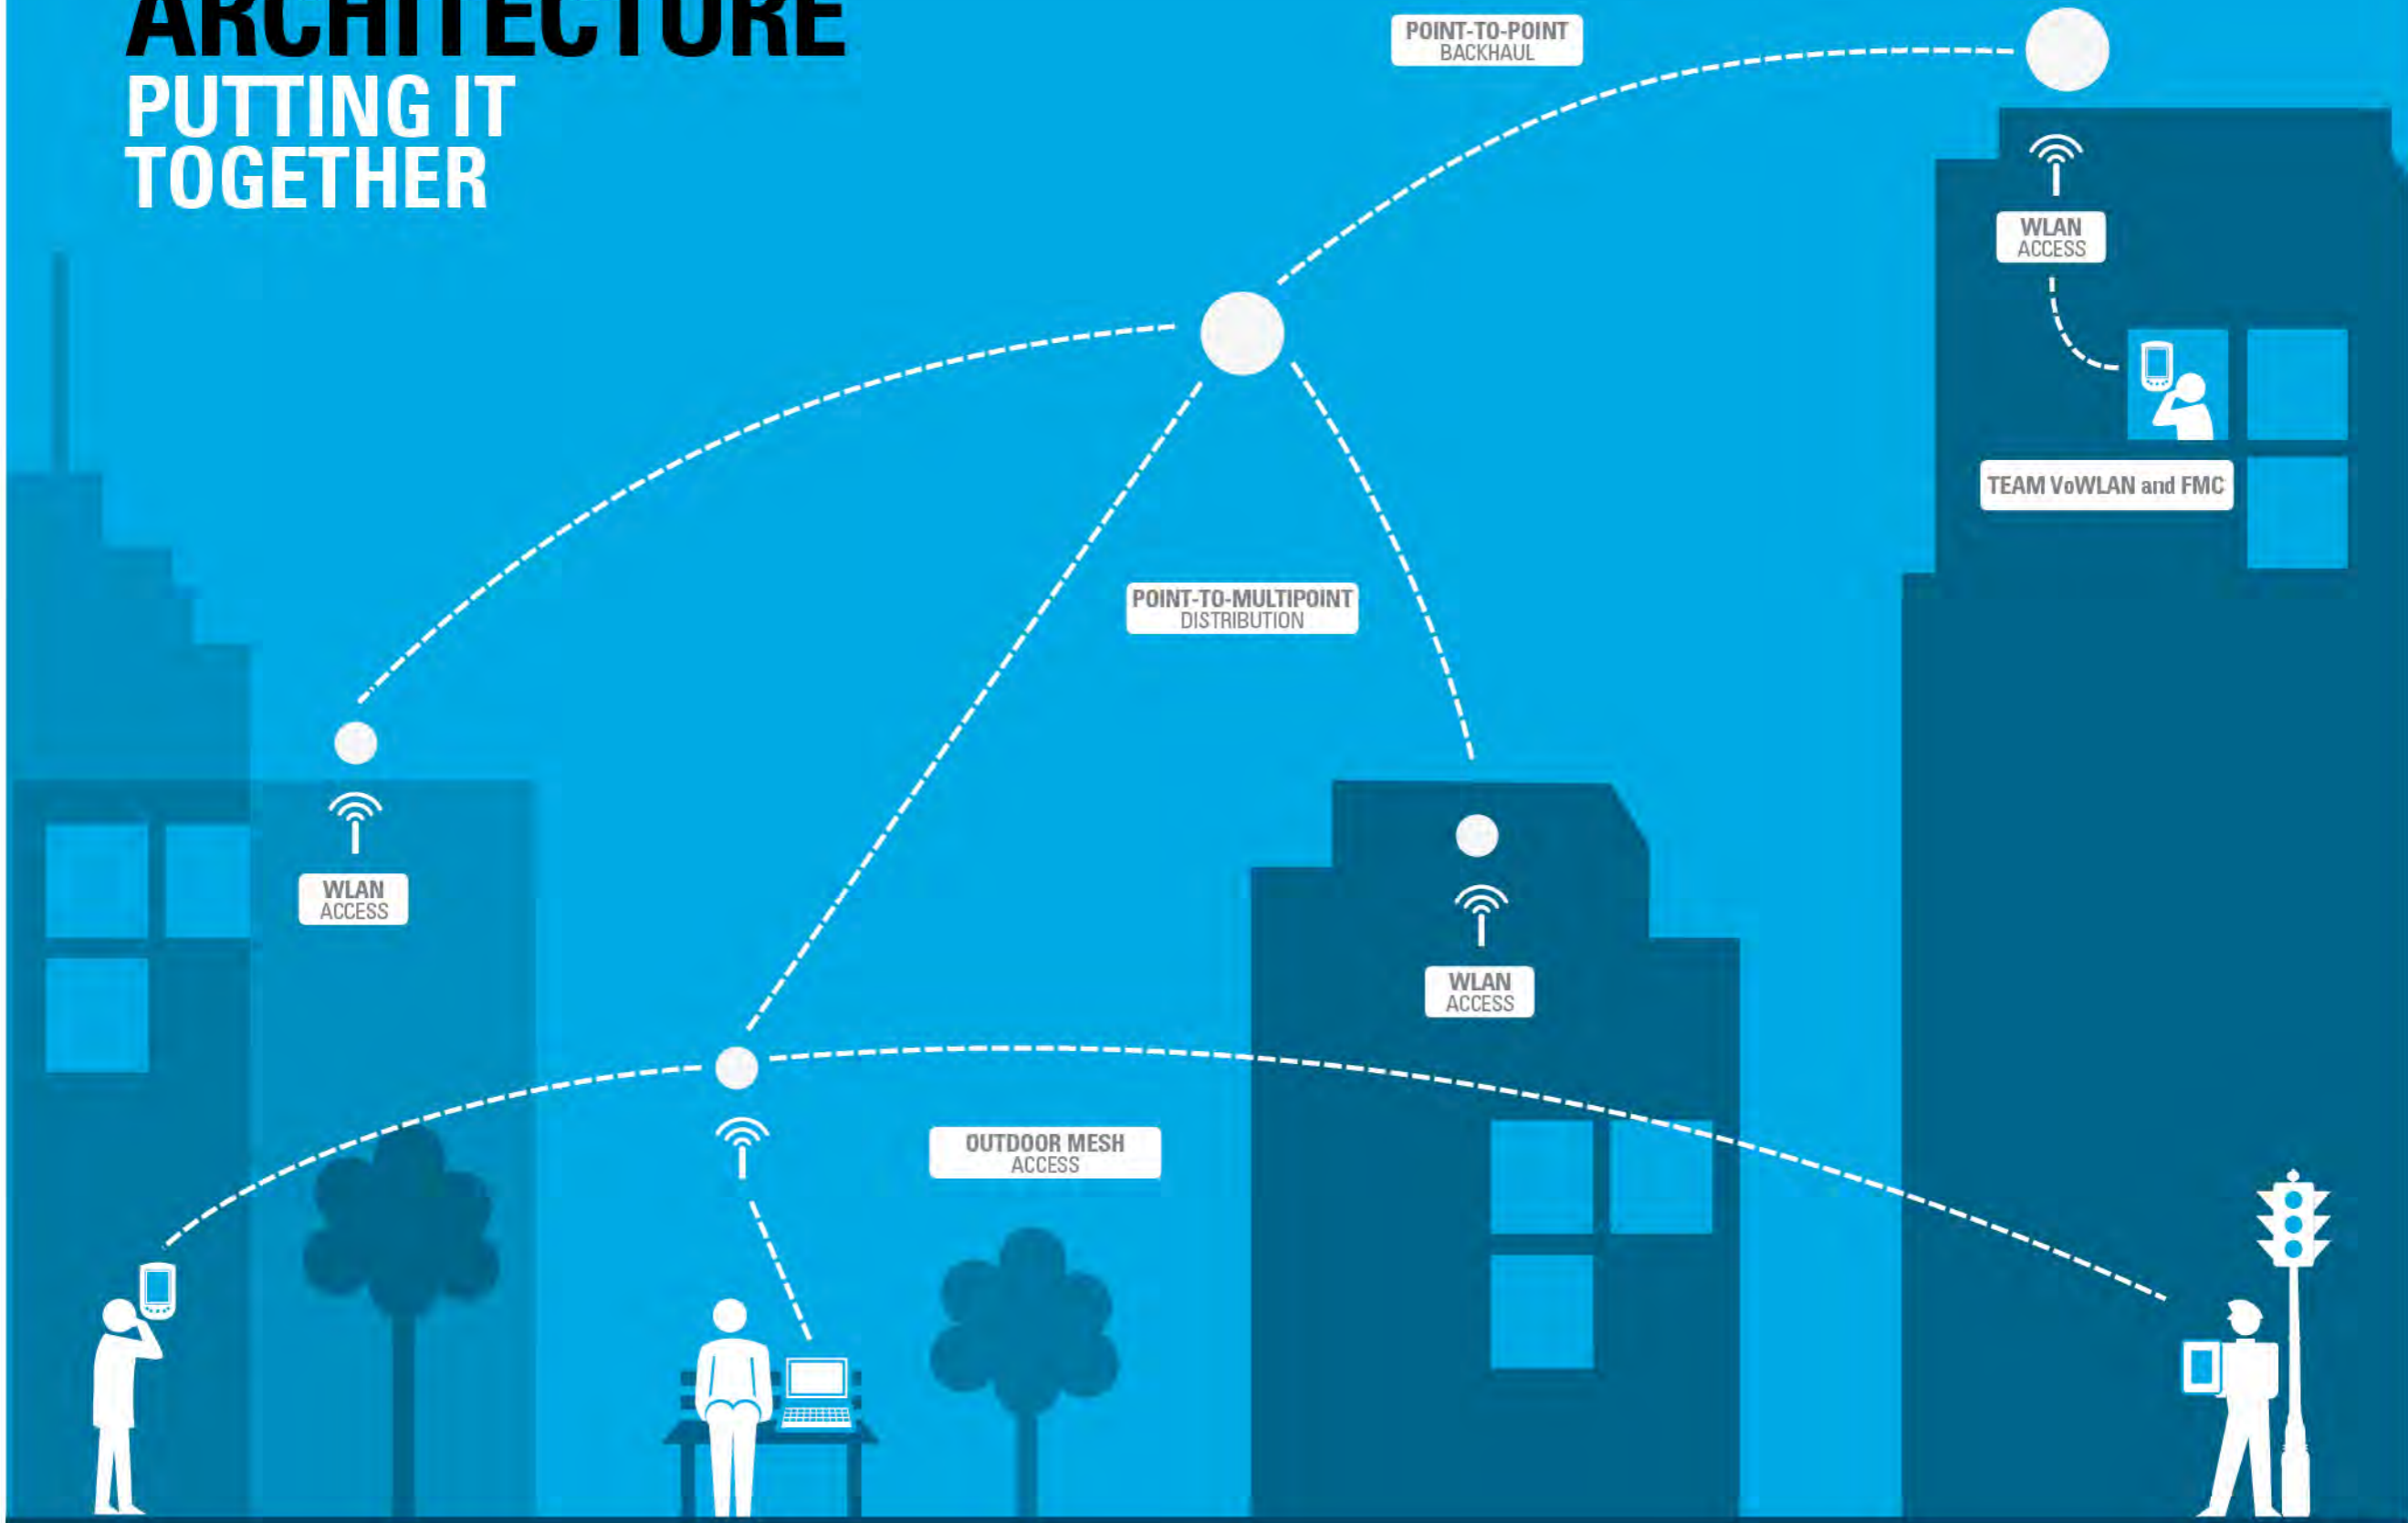 ARCHITECTURE
PUTTING IT
TOGETHER
POINT-TO-POINT
BACKHAUL
WLAN
ACCESS
TEAM VoWLAN and FMC
POINT-TO-MULTIPOINT
DISTRIBUTION
WLAN
ACCESS
WLAN
ACCESS
OUTDOOR MESH
ACCESS